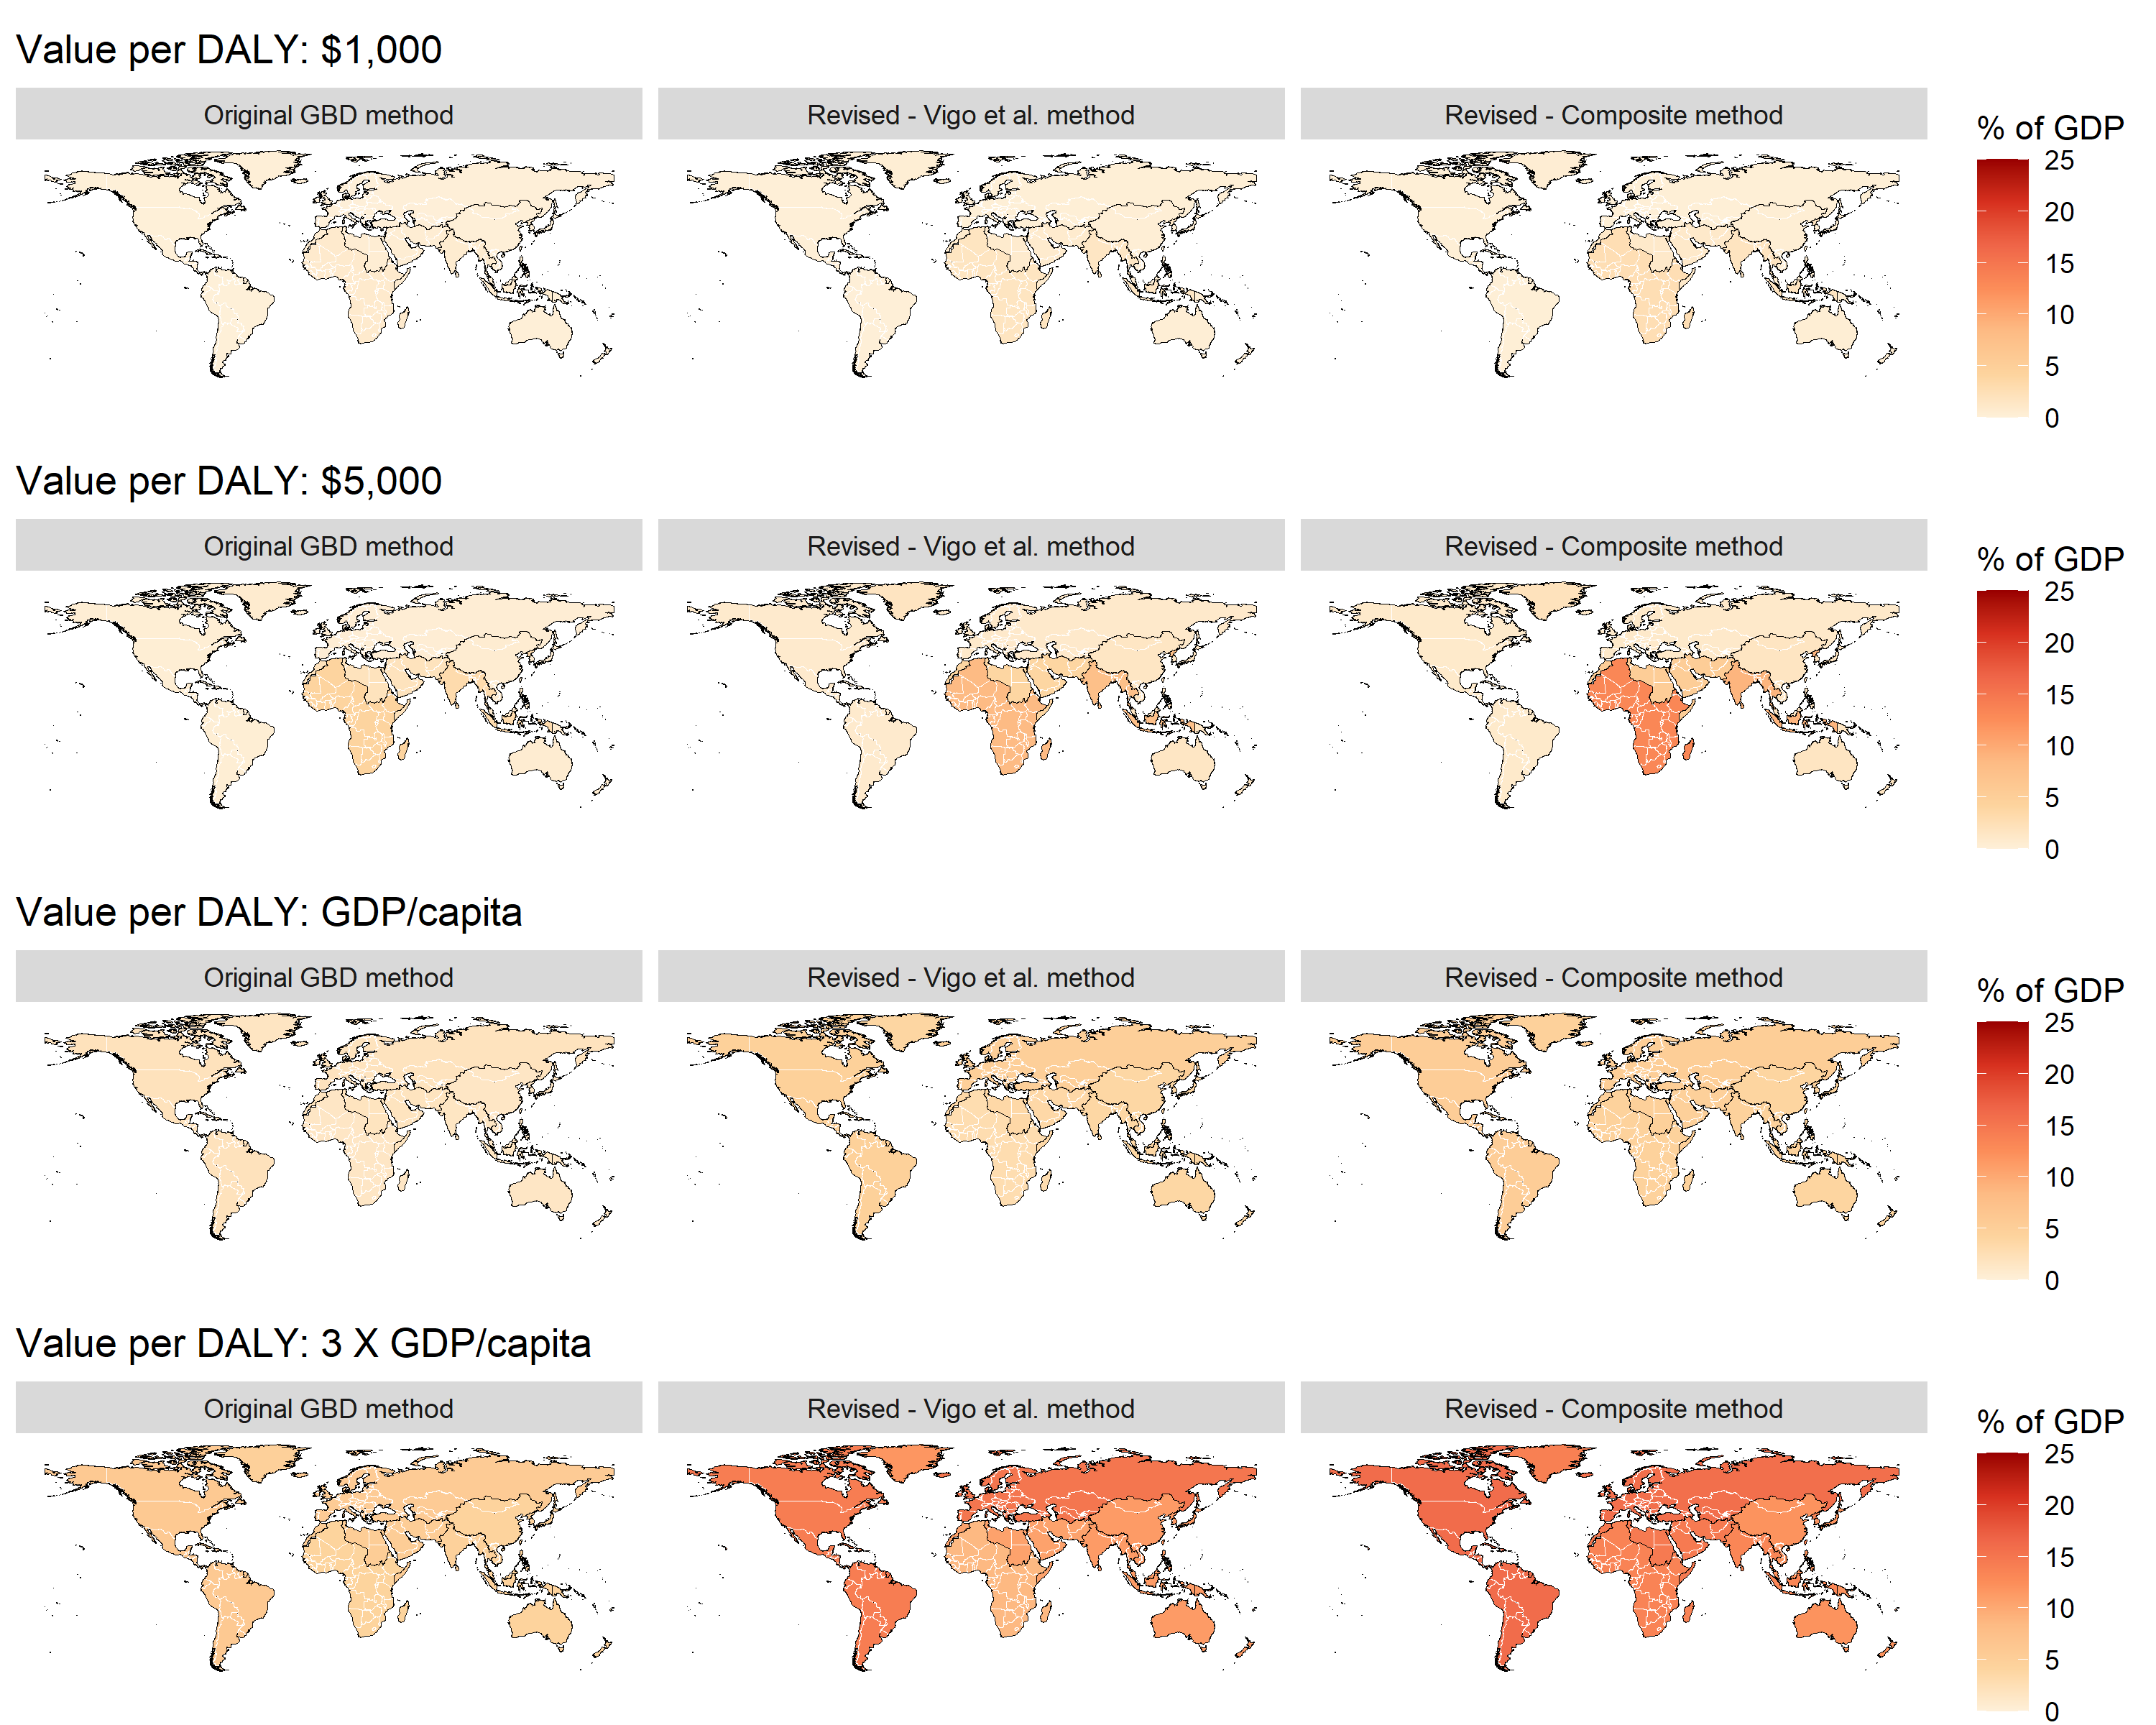 Value per DALY: $1,000
Original GBD method
Revised - Vigo et al. method
Revised - Composite method
% of GDP
25
20
15
10
5
0
Value per DALY: $5,000
Original GBD method
Revised - Vigo et al. method
Revised - Composite method
% of GDP
25
20
15
10
5
0
Value per DALY: GDP/capita
Original GBD method
Revised - Vigo et al. method
Revised - Composite method
% of GDP
25
20
15
10
5
0
Value per DALY: 3 X GDP/capita
Original GBD method
Revised - Vigo et al. method
Revised - Composite method
% of GDP
25
20
15
10
5
0